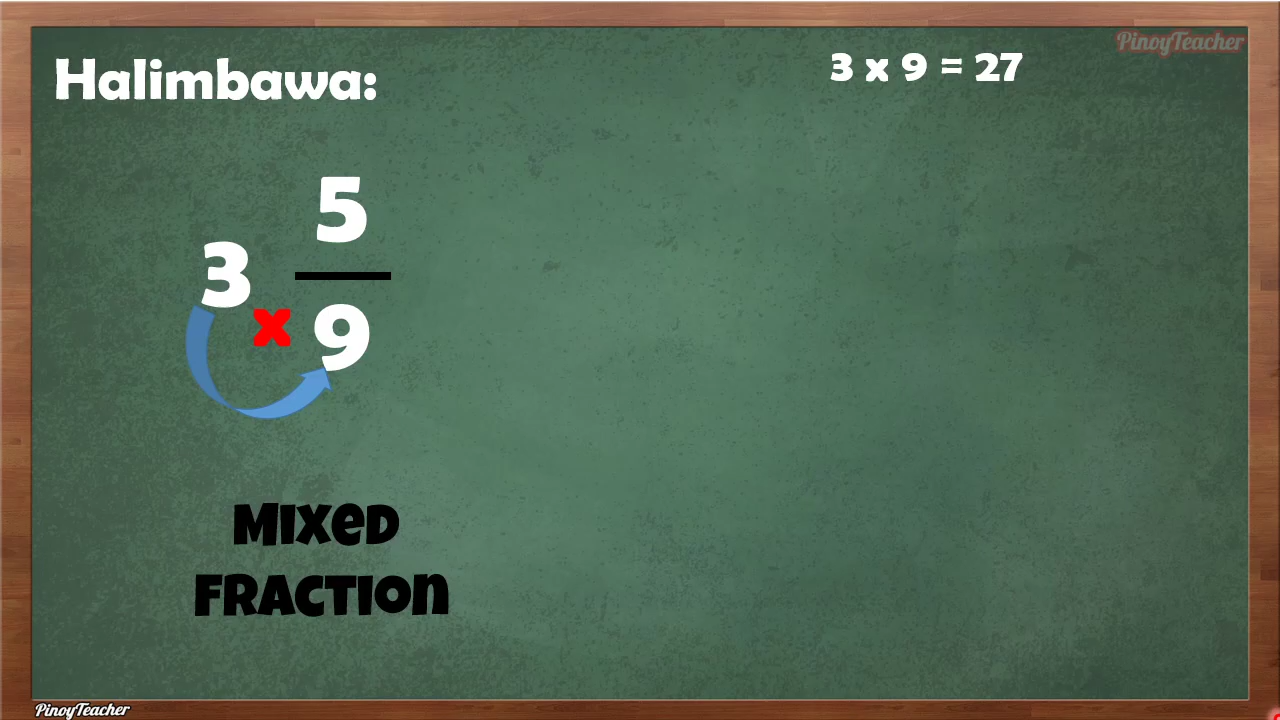 PinoyTeacher
Halimbawa:
3 x 9 = 27
5
3
x
9
Mixed
Fraction
PinoyTeacher